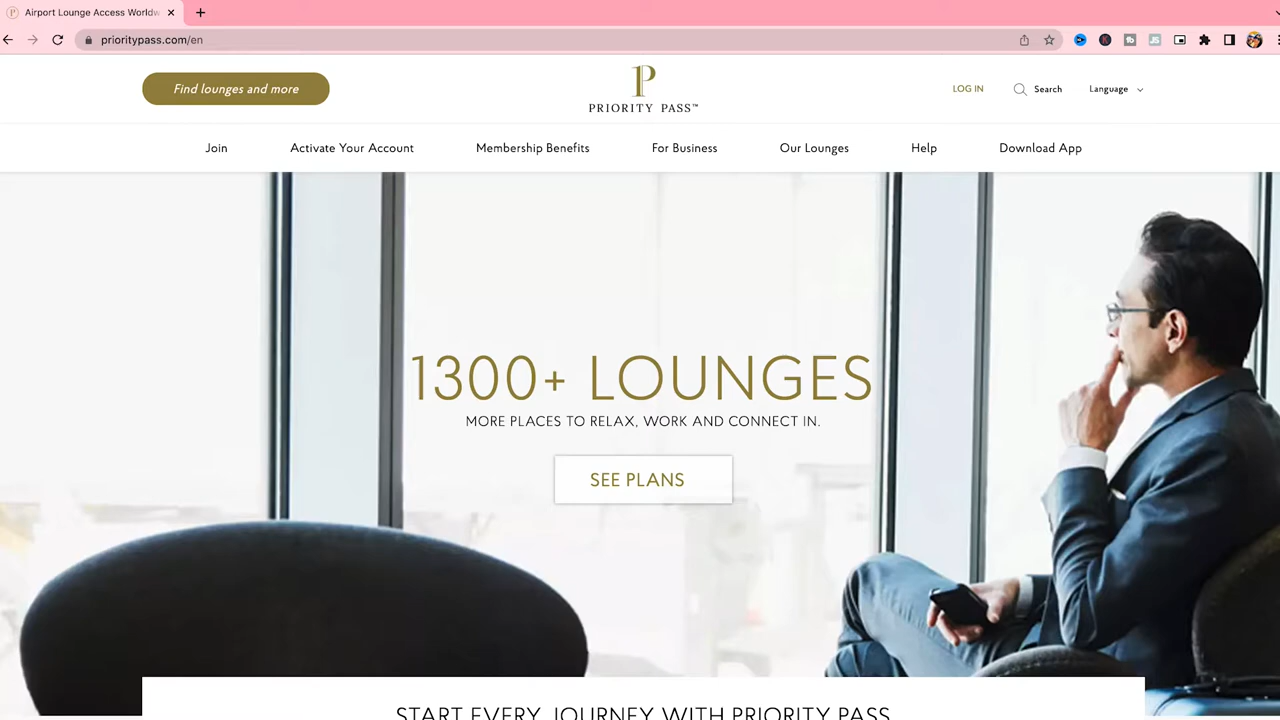 Airport Lounge Access Worldw
prioritypass.com/en
Find lounges and more
PRIORITY PASS™
LOG IN
Search
Language
Join
Activate Your Account
Membership Benefits
For Business
Our Lounges
Help
Download App
1300+ LOUNGES
MORE PLACES TO RELAX, WORK AND CONNECT IN.
SEE PLANS
START EVERY JOURNEY WITH PRIORITY PASS